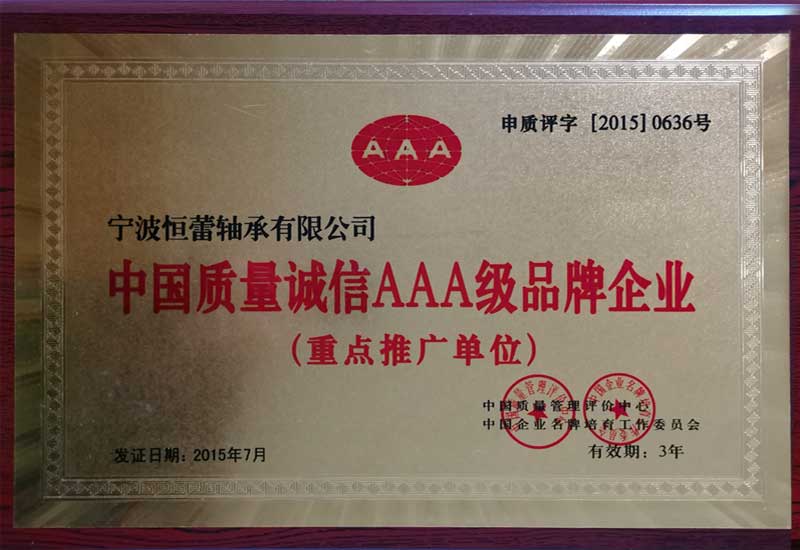 申质评字 [2015] 0636号
AAA
宁波恒蕾轴承有限公司
中国质量诚信AAA级品牌企业
(重点推广单位)
中国质量管理评价中心
中国企业名牌培育工作委员会
发证日期: 2015年7月
有效期: 3年